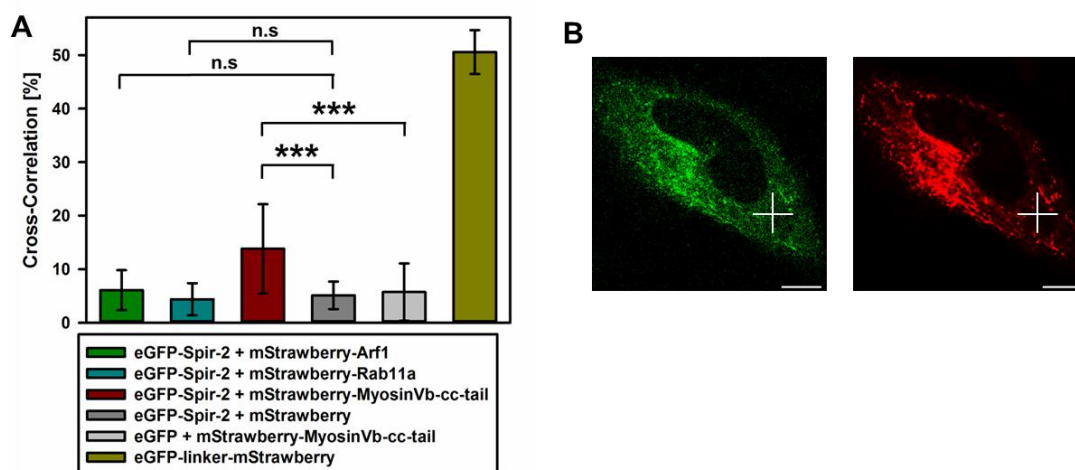 A
n.s
n.s
***
***
Cross-Correlation [%]
50
40
30
20
10
0
eGFP-Spir-2 + mStrawberry-Arf1
eGFP-Spir-2 + mStrawberry-Rab11a
eGFP-Spir-2 + mStrawberry-MyosinVb-cc-tail
eGFP-Spir-2 + mStrawberry
eGFP + mStrawberry-MyosinVb-cc-tail
eGFP-linker-mStrawberry
B